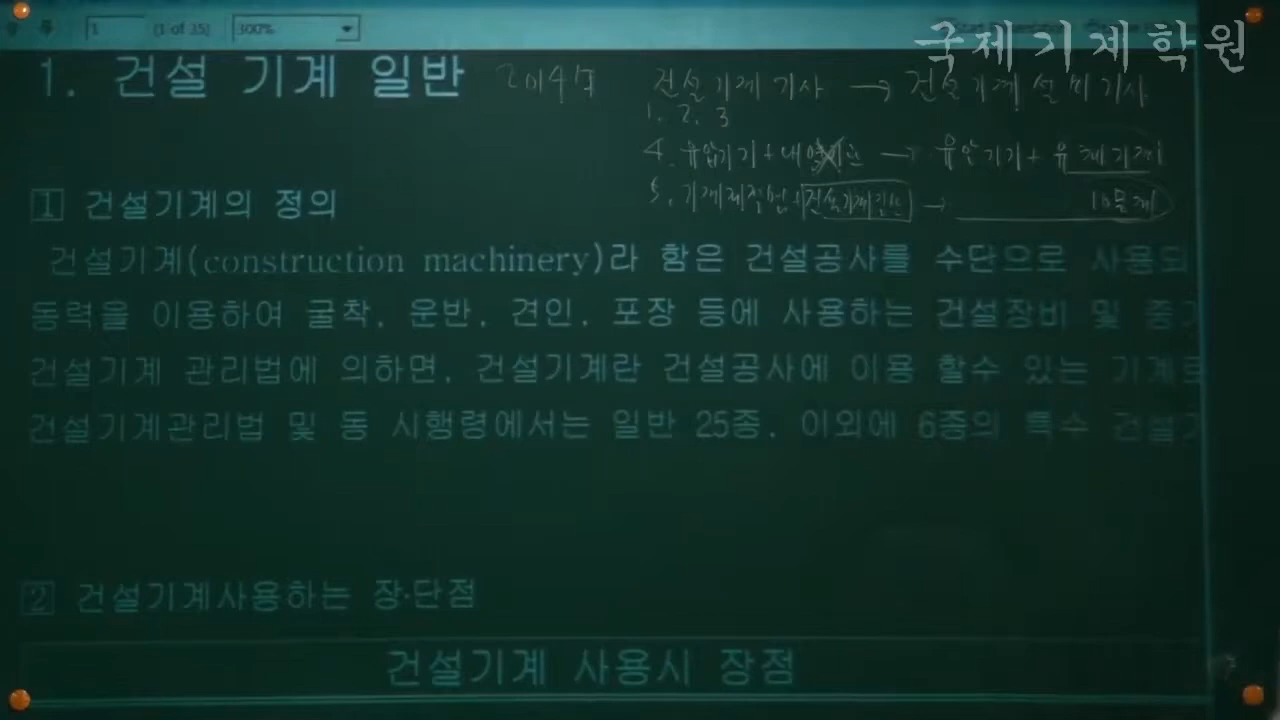 1 (1 of 35) 300%
국제기계학원
1. 건설 기계 일반 2014년 건설기계기사 → 건설기계설비기사
1. 2. 3
4. 유압기기+내연기관 → 유압기기+유체기계
5. 기계제작법+건설기계일반 → 10문제
1 건설기계의 정의
건설기계(construction machinery)라 함은 건설공사를 수단으로 사용되
동력을 이용하여 굴착, 운반, 견인, 포장 등에 사용하는 건설장비 및 중기
건설기계 관리법에 의하면, 건설기계란 건설공사에 이용 할수 있는 기계로
건설기계관리법 및 동 시행령에서는 일반 25종, 이외에 6종의 특수 건설기
2 건설기계사용하는 장·단점
건설기계 사용시 장점